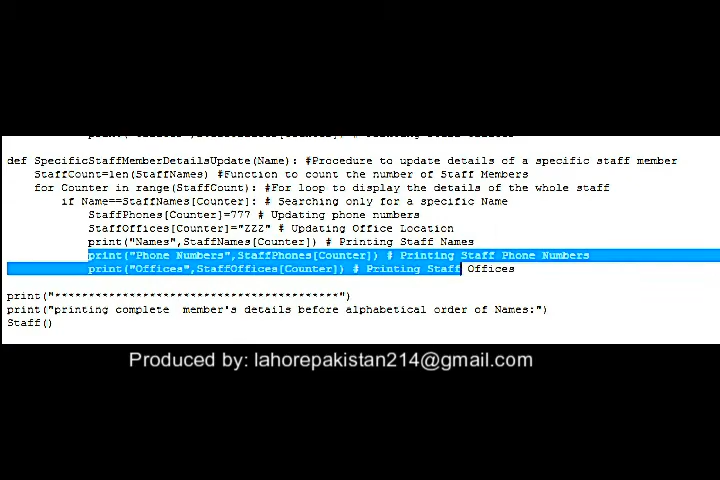 def SpecificStaffMemberDetailsUpdate(Name): #Procedure to update details of a specific staff member
StaffCount=len(StaffNames) #Function to count the number of Staff Members
for Counter in range(StaffCount): #For loop to display the details of the whole staff
if Name==StaffNames[Counter]: # Searching only for a specific Name
StaffPhones[Counter]=777 # Updating phone numbers
StaffOffices[Counter]="ZZZ" # Updating Office Location
print("Names",StaffNames[Counter]) # Printing Staff Names
print("Phone Numbers",StaffPhones[Counter]) # Printing Staff Phone Numbers
print("Offices",StaffOffices[Counter]) # Printing Staff Offices
print("******************************************")
print("printing complete  member's details before alphabetical order of Names:")
Staff()
Produced by: lahorepakistan214@gmail.com